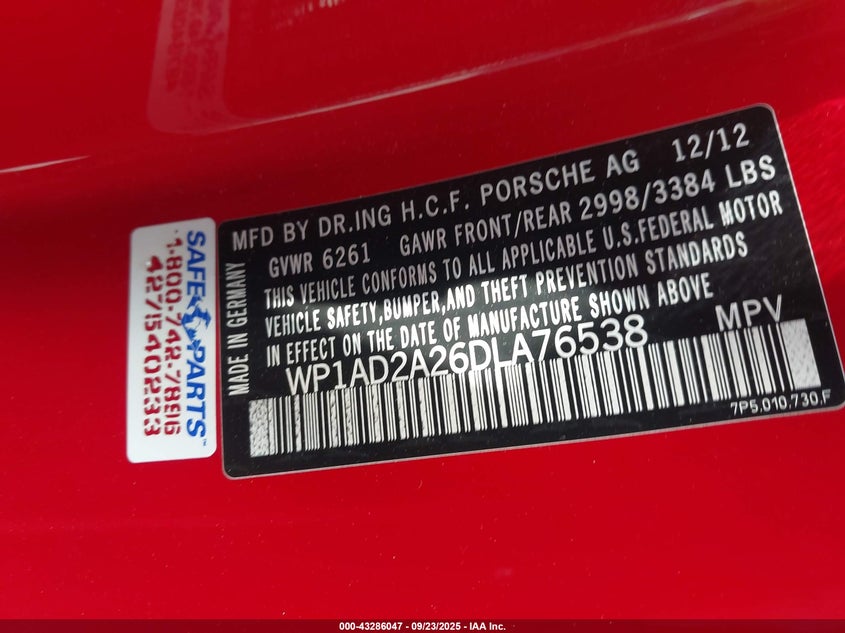 MFD BY DR.ING H.C.F. PORSCHE AG 12/12
GVWR 6261 GAWR FRONT/REAR 2998/3384 LBS
THIS VEHICLE CONFORMS TO ALL APPLICABLE U.S.FEDERAL MOTOR
VEHICLE SAFETY,BUMPER,AND THEFT PREVENTION STANDARDS
IN EFFECT ON THE DATE OF MANUFACTURE SHOWN ABOVE
WP1AD2A26DLA76538 MPV
7P5.010.730.F
MADE IN GERMANY
SAFE PARTS™
1-800-742-7896
427540233
000-43286047 — 09/23/2025 — IAA Inc.